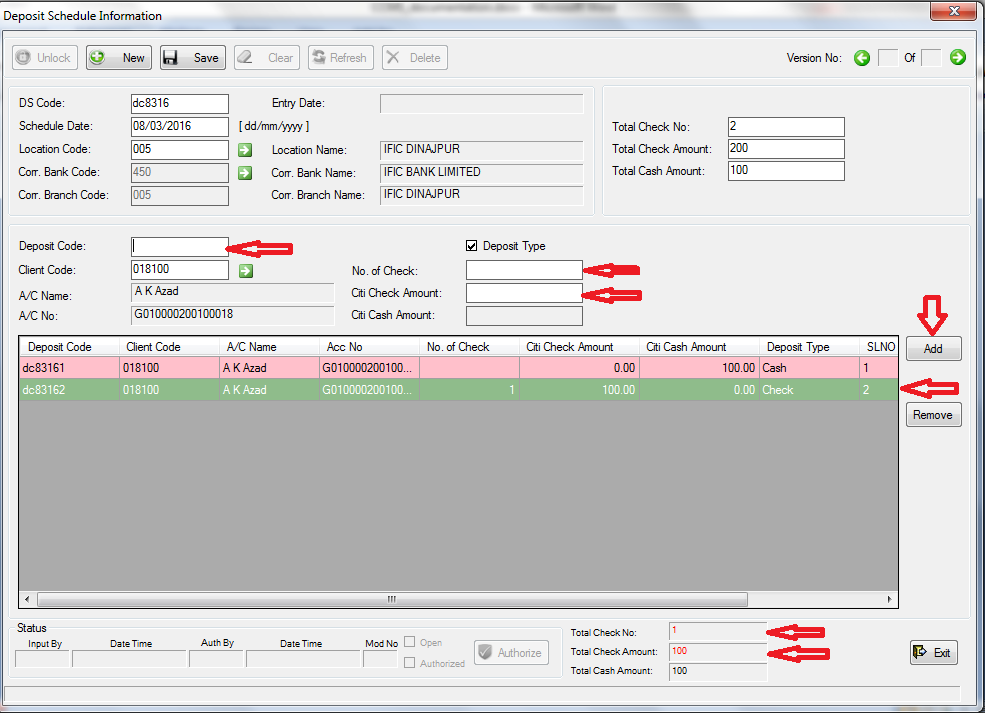 Deposit Schedule Information
Unlock New Save Clear Refresh Delete Version No: Of
DS Code: dc8316 Entry Date:
Schedule Date: 08/03/2016 [ dd/mm/yyyy ] Total Check No: 2
Location Code: 005 Location Name: IFIC DINAJPUR Total Check Amount: 200
Corr. Bank Code: 450 Corr. Bank Name: IFIC BANK LIMITED Total Cash Amount: 100
Corr. Branch Code: 005 Corr. Branch Name: IFIC DINAJPUR
Deposit Code: Deposit Type
Client Code: 018100 No. of Check:
A/C Name: A K Azad Citi Check Amount:
A/C No: G010000200100018 Citi Cash Amount:
Deposit Code Client Code A/C Name Acc No No. of Check Citi Check Amount Citi Cash Amount Deposit Type SLNO Add
dc83161 018100 A K Azad G010000200100... 0.00 100.00 Cash 1
dc83162 018100 A K Azad G010000200100... 1 100.00 0.00 Check 2
Remove
Status
Input By Date Time Auth By Date Time Mod No Open Total Check No: 1
Authorized Authorize Total Check Amount: 100 Exit
Total Cash Amount: 100